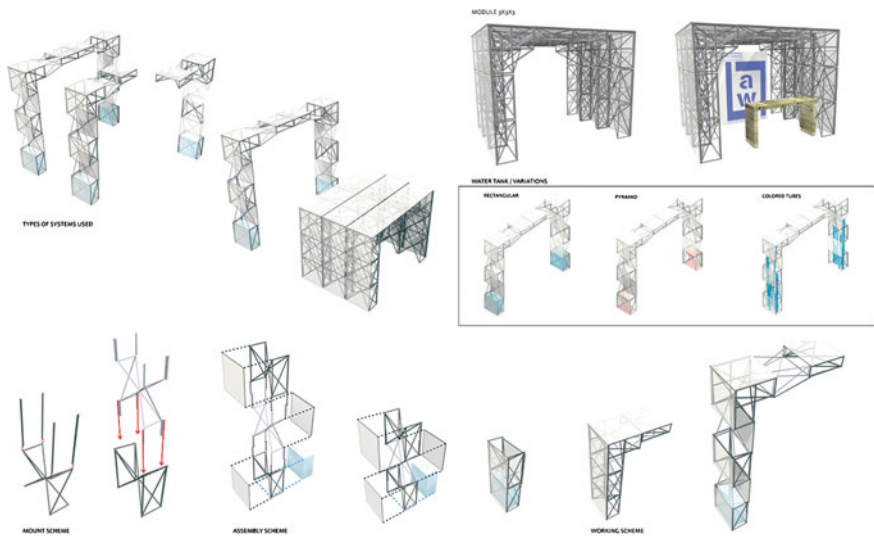 MODULE 3X3X3
a
w
WATER TANK / VARIATIONS
RECTANGULAR
PYRAMID
COLORED TUBES
TYPES OF SYSTEMS USED
MOUNT SCHEME
ASSEMBLY SCHEME
WORKING SCHEME